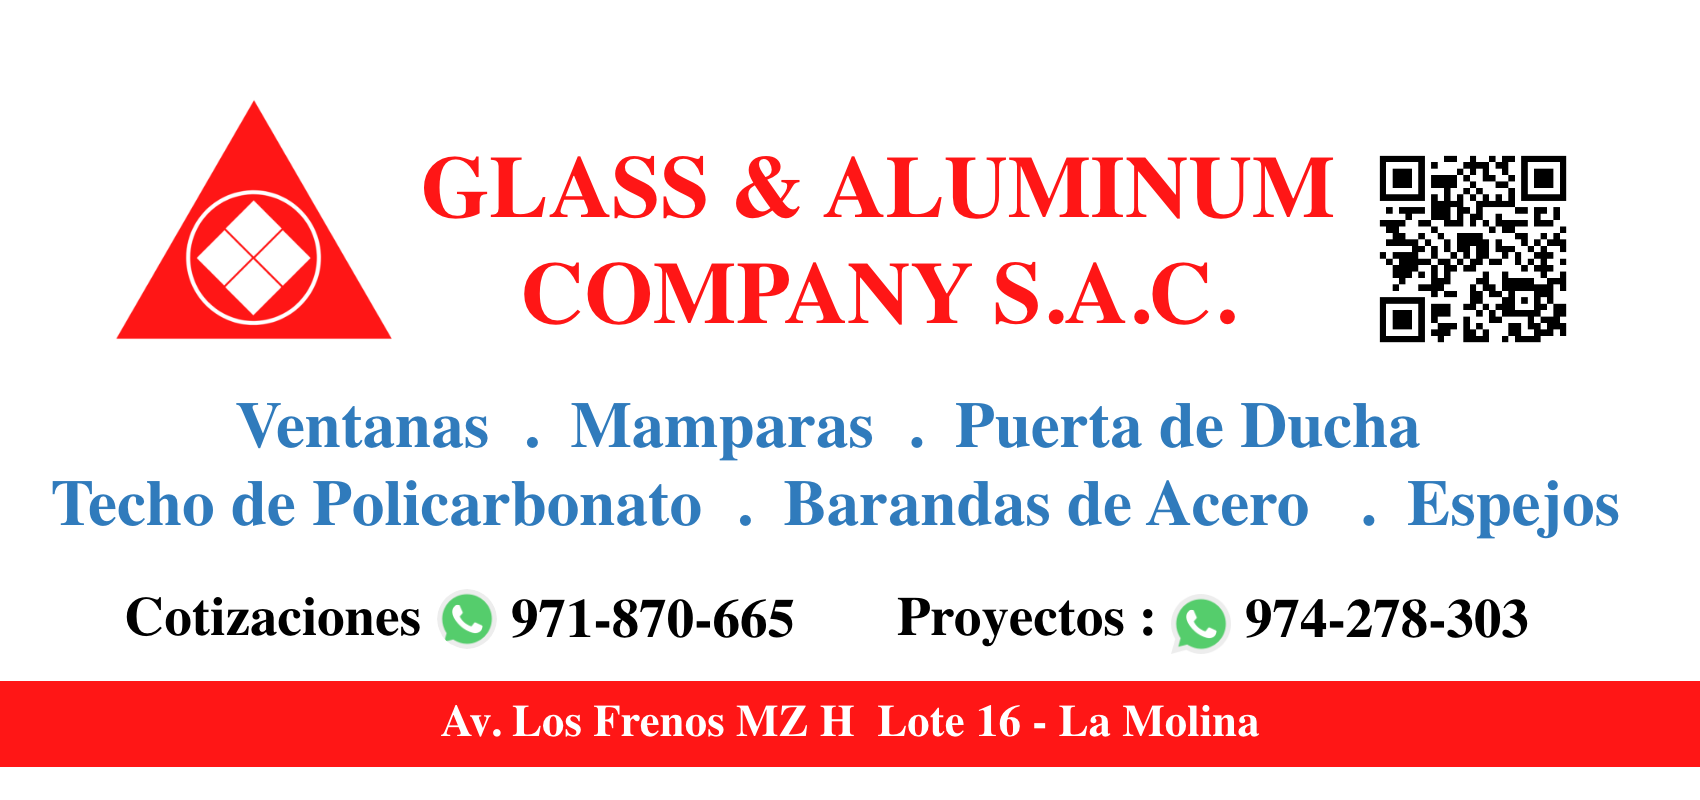 GLASS & ALUMINUM
COMPANY S.A.C.
Ventanas . Mamparas . Puerta de Ducha
Techo de Policarbonato . Barandas de Acero . Espejos
Cotizaciones 971-870-665 Proyectos : 974-278-303
Av. Los Frenos MZ H Lote 16 - La Molina